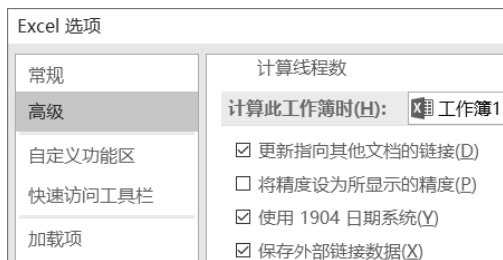 Excel 选项
常规
高级
自定义功能区
快速访问工具栏
加载项
计算线程数
计算此工作簿时(H): 工作簿1
更新指向其他文档的链接(D)
将精度设为所显示的精度(P)
使用 1904 日期系统(Y)
保存外部链接数据(X)